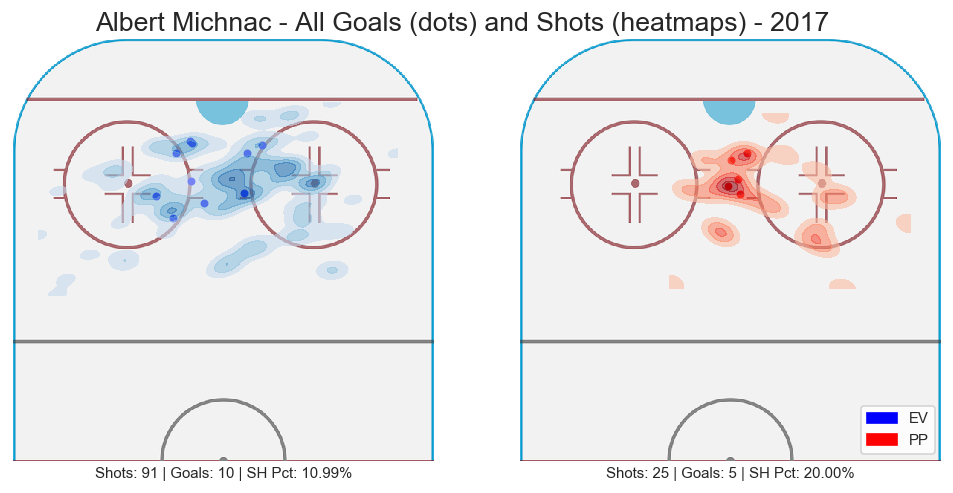 Albert Michnac - All Goals (dots) and Shots (heatmaps) - 2017
EV
PP
Shots: 91 | Goals: 10 | SH Pct: 10.99%
Shots: 25 | Goals: 5 | SH Pct: 20.00%